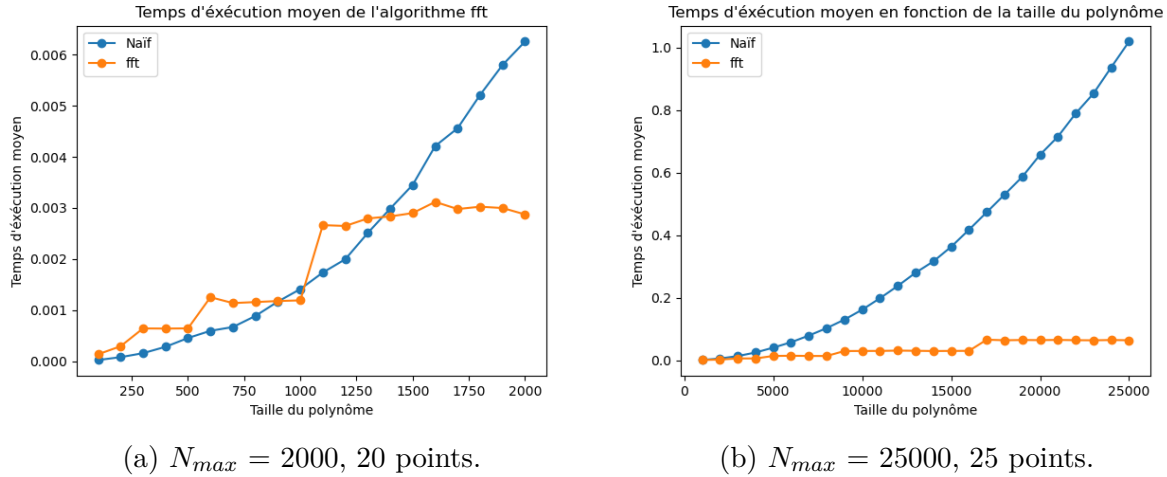 Temps d'éxécution moyen de l'algorithme fft
Naïf
fft
0.006
0.005
0.004
0.003
0.002
0.001
0.000
Temps d'éxécution moyen
250 500 750 1000 1250 1500 1750 2000
Taille du polynôme
(a) N_{max} = 2000, 20 points.
Temps d'éxécution moyen en fonction de la taille du polynôme
Naïf
fft
1.0
0.8
0.6
0.4
0.2
0.0
Temps d'éxécution moyen
0 5000 10000 15000 20000 25000
Taille du polynôme
(b) N_{max} = 25000, 25 points.